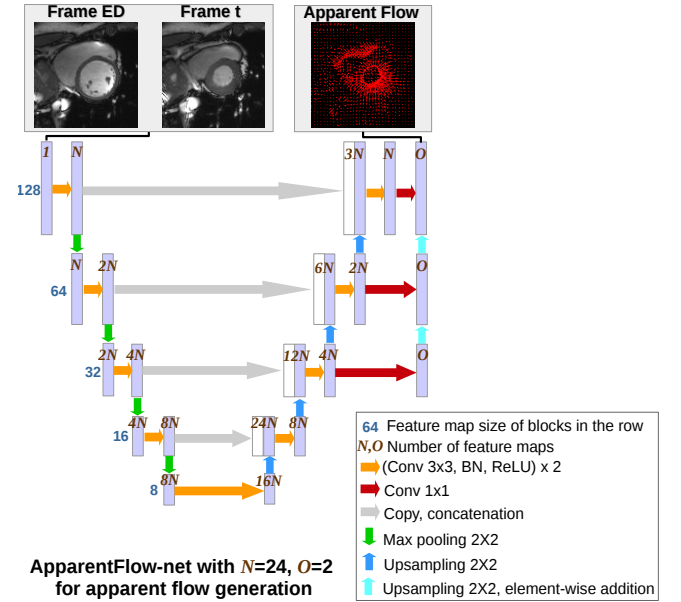 Frame ED Frame t Apparent Flow
1 N 3N N O
128
N 2N 6N 2N O
64
2N 4N 12N 4N O
32
4N 8N 24N 8N
16
8N 16N
8
64 Feature map size of blocks in the row
N,O Number of feature maps
(Conv 3x3, BN, ReLU) x 2
Conv 1x1
Copy, concatenation
Max pooling 2X2
Upsampling 2X2
Upsampling 2X2, element-wise addition
ApparentFlow-net with N=24, O=2
for apparent flow generation